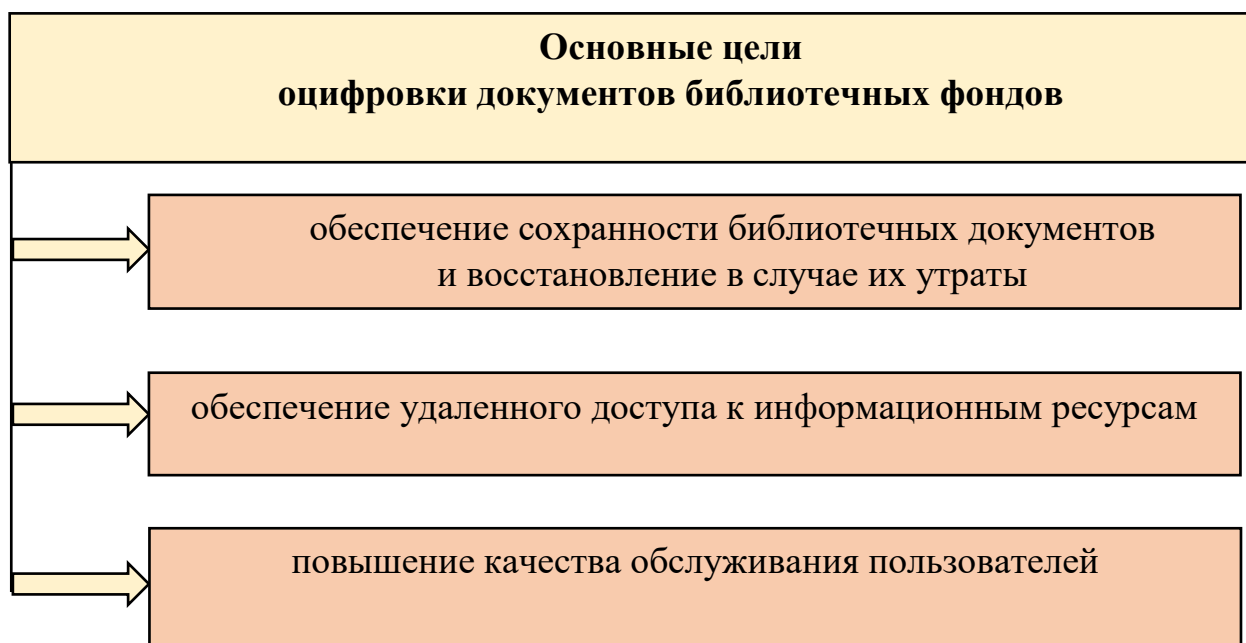 Основные цели
оцифровки документов библиотечных фондов
обеспечение сохранности библиотечных документов
и восстановление в случае их утраты
обеспечение удаленного доступа к информационным ресурсам
повышение качества обслуживания пользователей